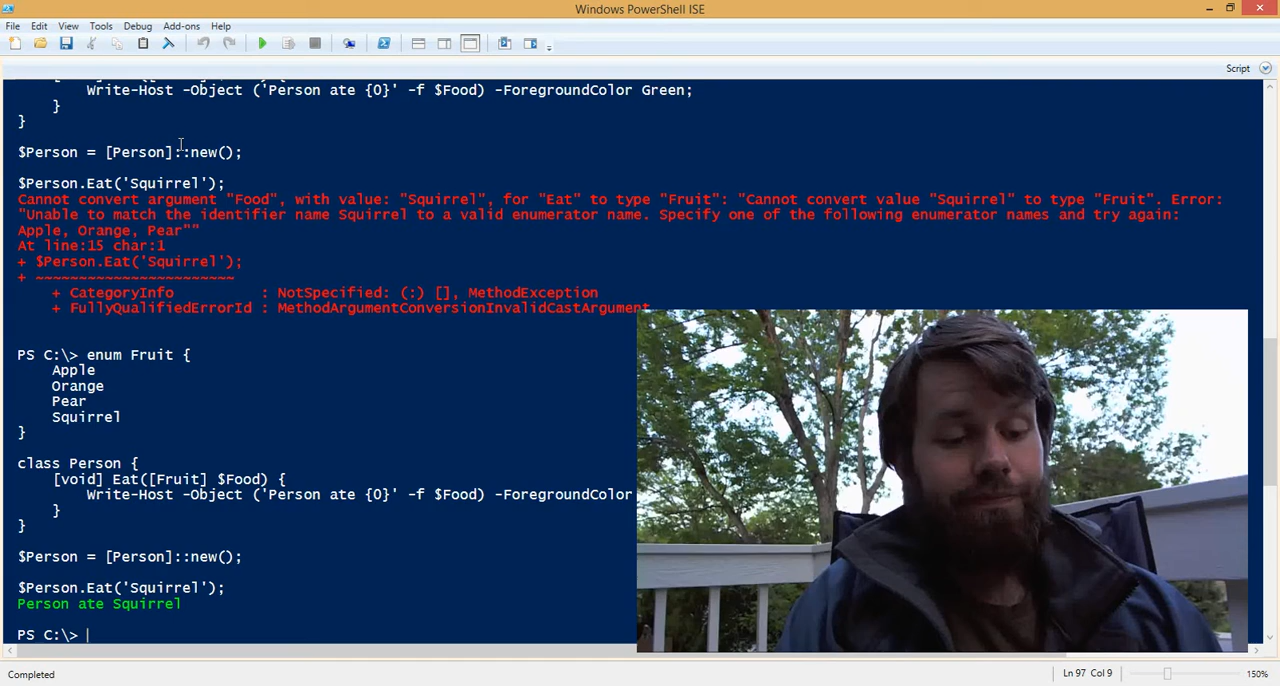 Windows PowerShell ISE
File Edit View Tools Debug Add-ons Help
Script
Write-Host -Object ('Person ate {0}' -f $Food) -ForegroundColor Green;
}
}
$Person = [Person]::new();
$Person.Eat('Squirrel');
Cannot convert argument "Food", with value: "Squirrel", for "Eat" to type "Fruit": "Cannot convert value "Squirrel" to type "Fruit". Error:
"Unable to match the identifier name Squirrel to a valid enumerator name. Specify one of the following enumerator names and try again:
Apple, Orange, Pear""
At line:15 char:1
+ $Person.Eat('Squirrel');
+ ~~~~~~~~~~~~~~~~~~~~~~~
+ CategoryInfo : NotSpecified: (:) [], MethodException
+ FullyQualifiedErrorId : MethodArgumentConversionInvalidCastArgument
PS C:\> enum Fruit {
Apple
Orange
Pear
Squirrel
}
class Person {
[void] Eat([Fruit] $Food) {
Write-Host -Object ('Person ate {0}' -f $Food) -ForegroundColor
}
}
$Person = [Person]::new();
$Person.Eat('Squirrel');
Person ate Squirrel
PS C:\>
Completed
Ln 97 Col 9
150%